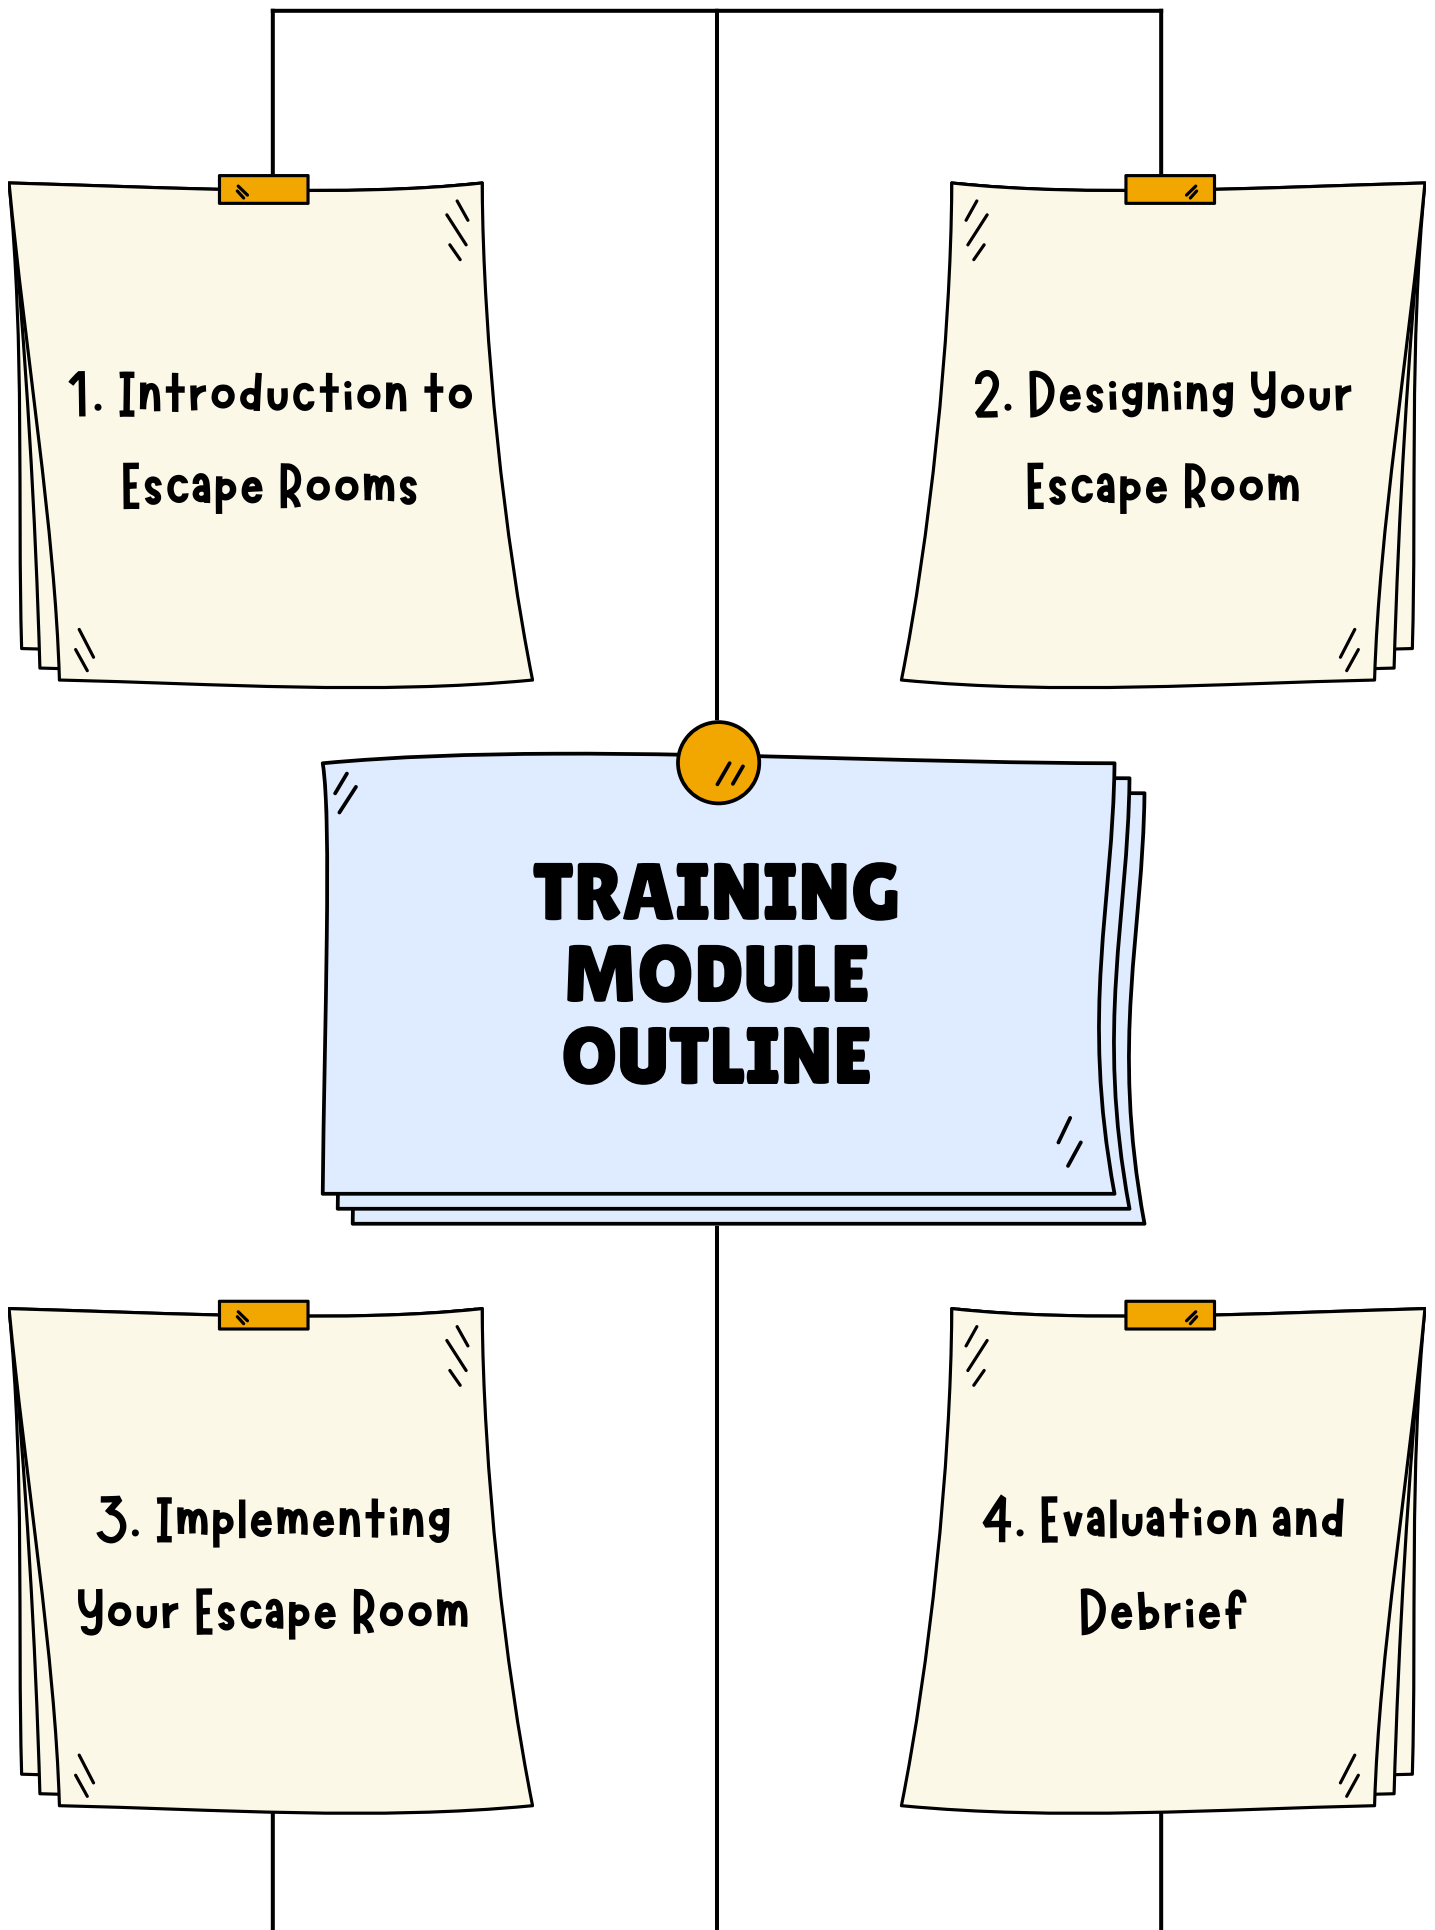 1. Introduction to
Escape Rooms
2. Designing Your
Escape Room
TRAINING
MODULE
OUTLINE
3. Implementing
Your Escape Room
4. Evaluation and
Debrief